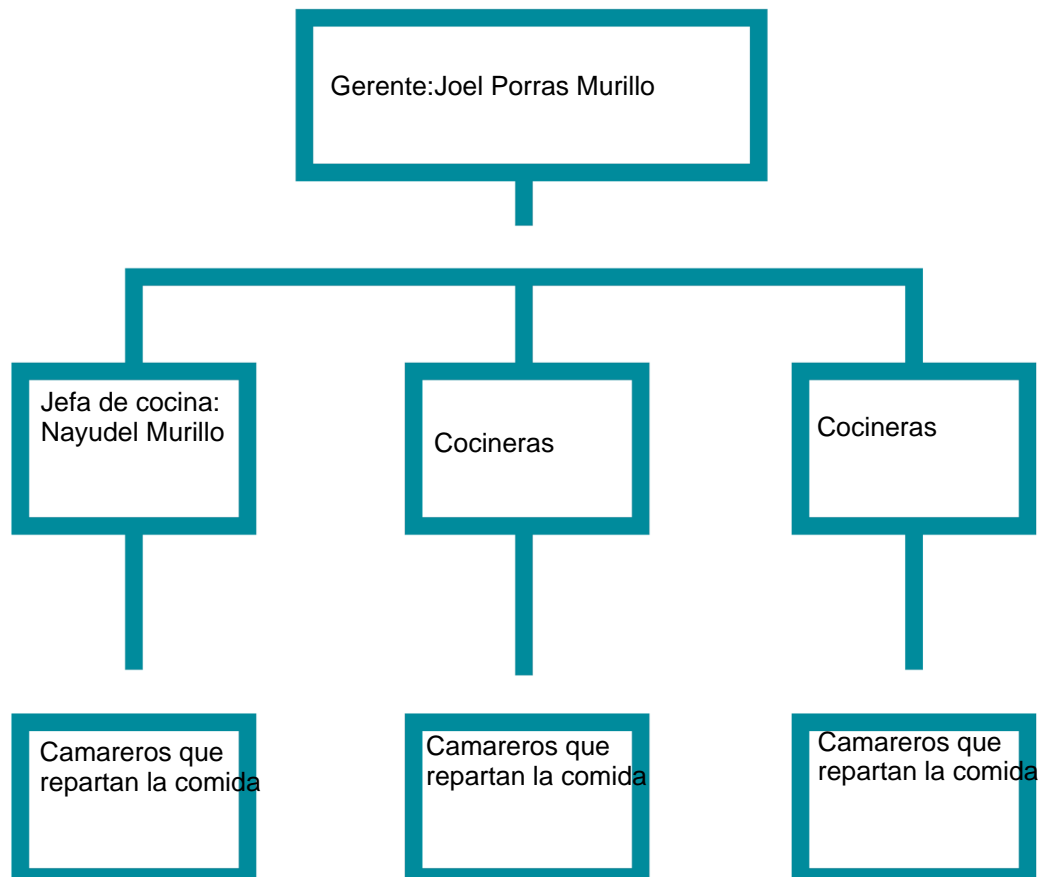 Gerente:Joel Porras Murillo
Jefa de cocina:
Nayudel Murillo
Cocineras
Cocineras
Camareros que
repartan la comida
Camareros que
repartan la comida
Camareros que
repartan la comida